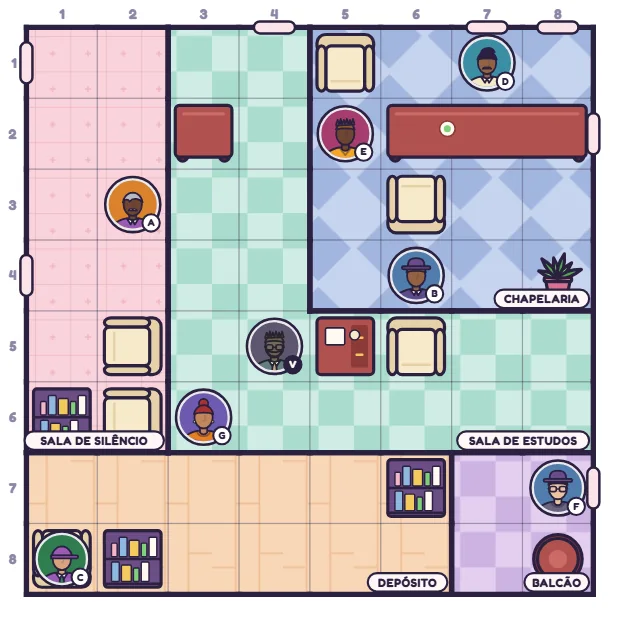 1 2 3 4 5 6 7 8
1
D
2
E
3
A
4
B
CHAPELARIA
5
V
6
G
SALA DE SILÊNCIO
SALA DE ESTUDOS
7
F
8
C
DEPÓSITO
BALCÃO